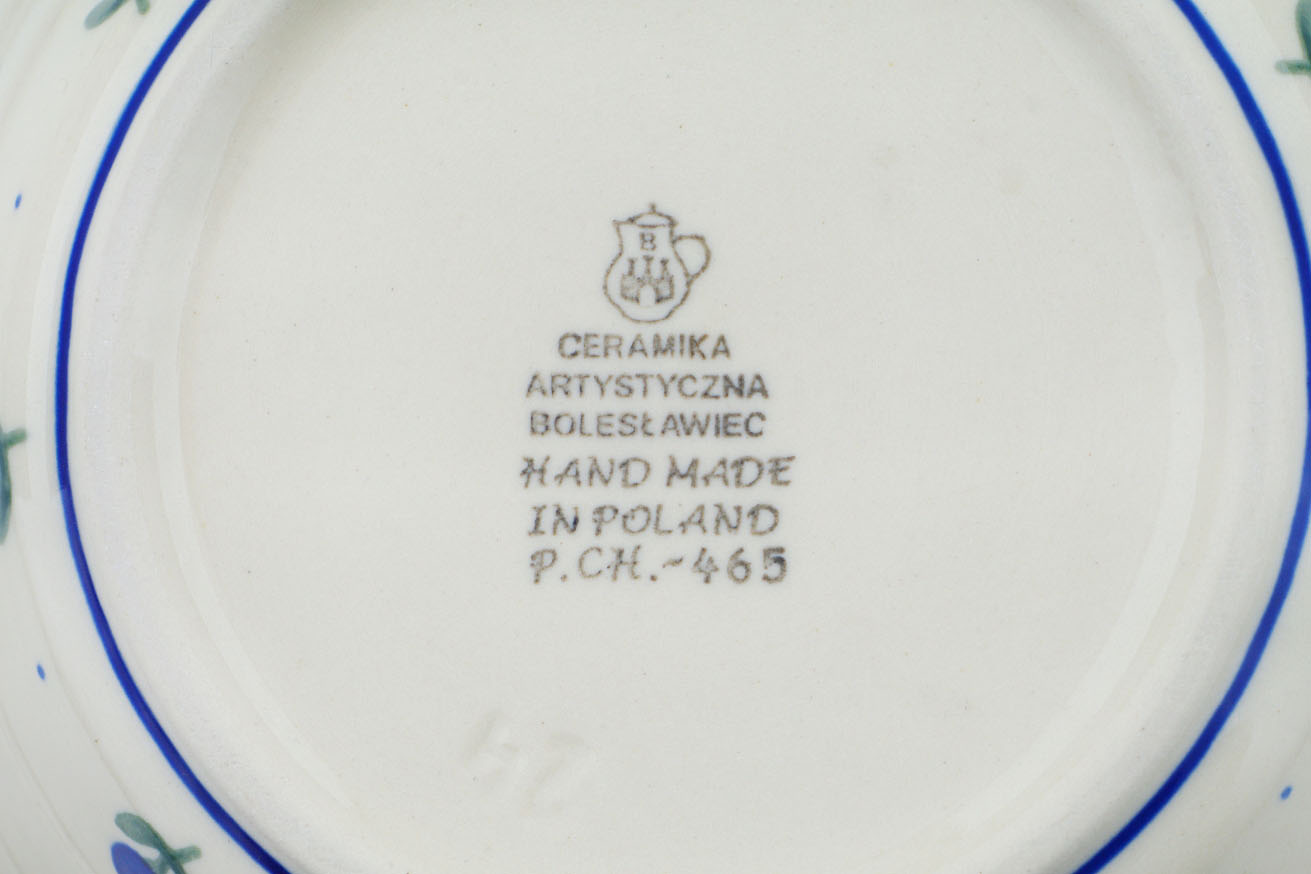 B
CERAMIKA
ARTYSTYCZNA
BOLESŁAWIEC
HAND MADE
IN POLAND
P.CH.-465